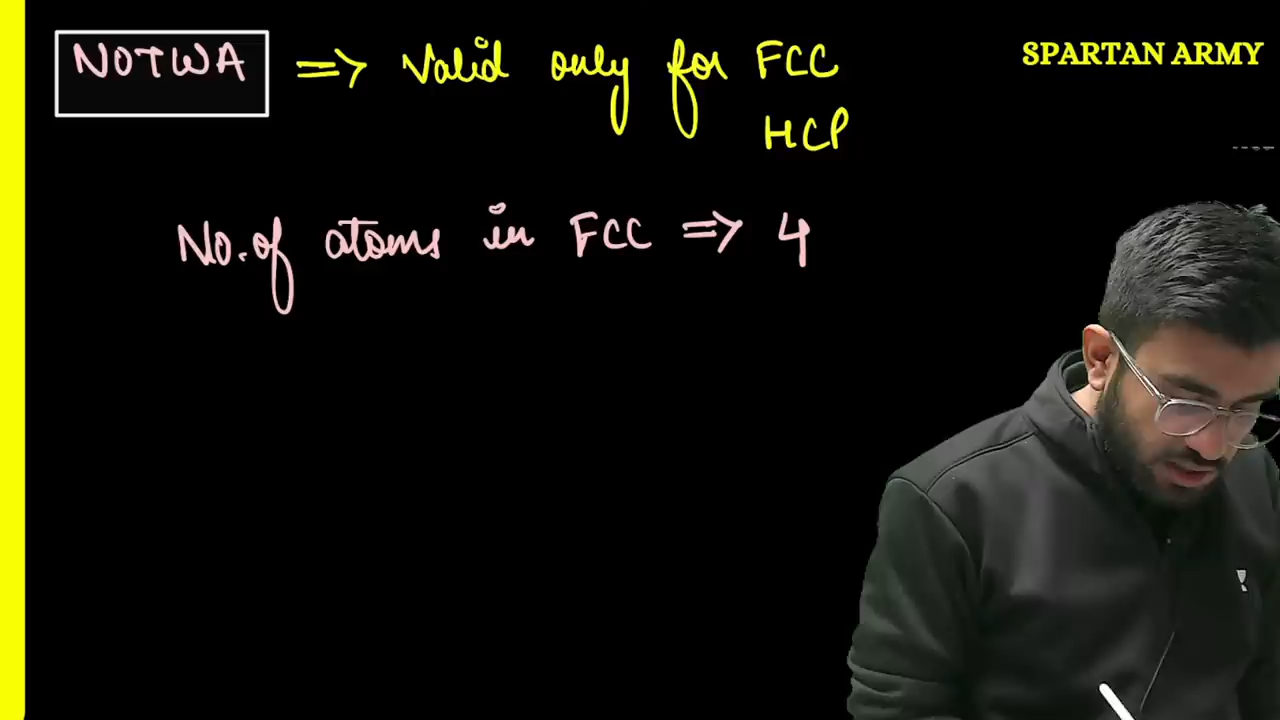 NOTWA => Valid only for FCC
HCP
SPARTAN ARMY
No. of atoms in FCC => 4